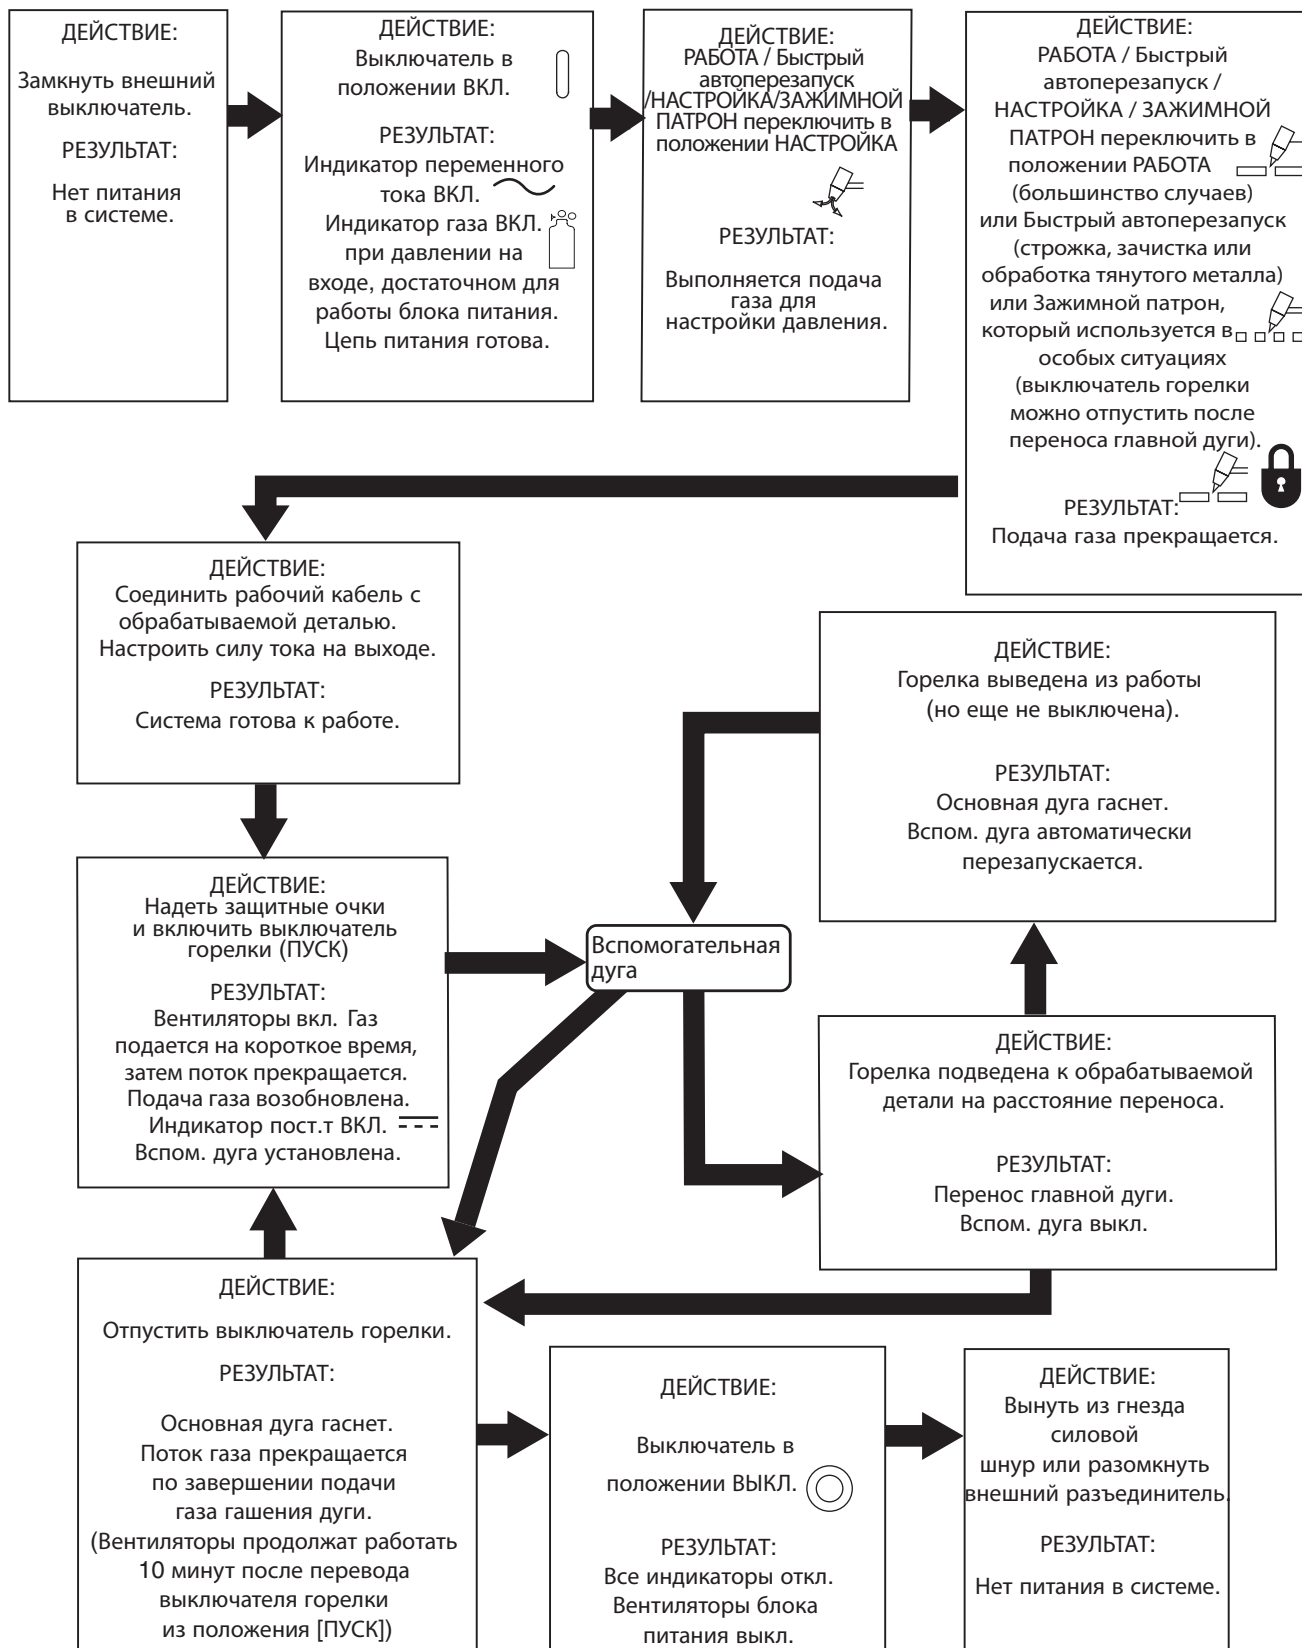 ДЕЙСТВИЕ:
Замкнуть внешний
выключатель.
РЕЗУЛЬТАТ:
Нет питания
в системе.
ДЕЙСТВИЕ:
Выключатель в
положении ВКЛ.
РЕЗУЛЬТАТ:
Индикатор переменного
тока ВКЛ.
Индикатор газа ВКЛ.
при давлении на
входе, достаточном для
работы блока питания.
Цепь питания готова.
ДЕЙСТВИЕ:
РАБОТА / Быстрый
автоперезапуск
/НАСТРОЙКА/ЗАЖИМНОЙ
ПАТРОН переключить в
положении НАСТРОЙКА
РЕЗУЛЬТАТ:
Выполняется подача
газа для
настройки давления.
ДЕЙСТВИЕ:
РАБОТА / Быстрый
автоперезапуск /
НАСТРОЙКА / ЗАЖИМНОЙ
ПАТРОН переключить в
положении РАБОТА
(большинство случаев)
или Быстрый автоперезапуск
(строжка, зачистка или
обработка тянутого металла)
или Зажимной патрон,
который используется в
особых ситуациях
(выключатель горелки
можно отпустить после
переноса главной дуги).
РЕЗУЛЬТАТ:
Подача газа прекращается.
ДЕЙСТВИЕ:
Соединить рабочий кабель с
обрабатываемой деталью.
Настроить силу тока на выходе.
РЕЗУЛЬТАТ:
Система готова к работе.
ДЕЙСТВИЕ:
Надеть защитные очки
и включить выключатель
горелки (ПУСК)
РЕЗУЛЬТАТ:
Вентиляторы вкл. Газ
подается на короткое время,
затем поток прекращается.
Подача газа возобновлена.
Индикатор пост.т ВКЛ.
Вспом. дуга установлена.
Вспомогательная
дуга
ДЕЙСТВИЕ:
Горелка выведена из работы
(но еще не выключена).
РЕЗУЛЬТАТ:
Основная дуга гаснет.
Вспом. дуга автоматически
перезапускается.
ДЕЙСТВИЕ:
Горелка подведена к обрабатываемой
детали на расстояние переноса.
РЕЗУЛЬТАТ:
Перенос главной дуги.
Вспом. дуга выкл.
ДЕЙСТВИЕ:
Отпустить выключатель горелки.
РЕЗУЛЬТАТ:
Основная дуга гаснет.
Поток газа прекращается
по завершении подачи
газа гашения дуги.
(Вентиляторы продолжат работать
10 минут после перевода
выключателя горелки
из положения [ПУСК])
ДЕЙСТВИЕ:
Выключатель в
положении ВЫКЛ.
РЕЗУЛЬТАТ:
Все индикаторы откл.
Вентиляторы блока
питания выкл.
ДЕЙСТВИЕ:
Вынуть из гнезда
силовой
шнур или разомкнуть
внешний разъединитель.
РЕЗУЛЬТАТ:
Нет питания в системе.